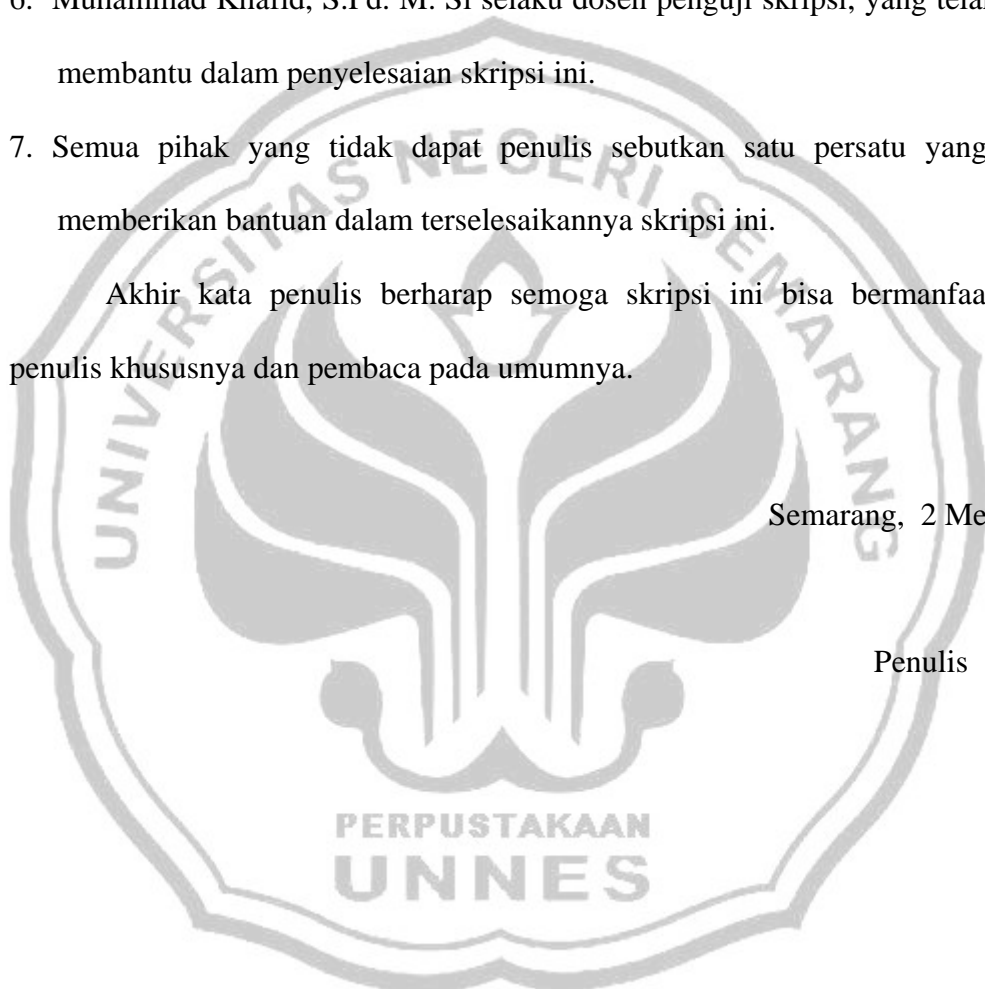 6. Muhammad Khafid, S.Pd. M. Si selaku dosen penguji skripsi, yang telah
membantu dalam penyelesaian skripsi ini.
7. Semua pihak yang tidak dapat penulis sebutkan satu persatu yang
memberikan bantuan dalam terselesaikannya skripsi ini.
Akhir kata penulis berharap semoga skripsi ini bisa bermanfaa
penulis khususnya dan pembaca pada umumnya.
Semarang, 2 Me
Penulis
UNIVERSITAS NEGERI SEMARANG
PERPUSTAKAAN
UNNES